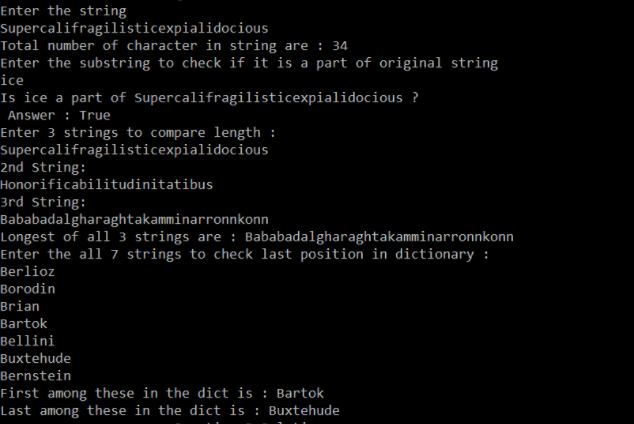 Enter the string
Supercalifragilisticexpialidocious
Total number of character in string are : 34
Enter the substring to check if it is a part of original string
ice
Is ice a part of Supercalifragilisticexpialidocious ?
Answer : True
Enter 3 strings to compare length :
Supercalifragilisticexpialidocious
2nd String:
Honorificabilitudinitatibus
3rd String:
Bababadalgharaghtakamminarronnkonn
Longest of all 3 strings are : Bababadalgharaghtakamminarronnkonn
Enter the all 7 strings to check last position in dictionary :
Berlioz
Borodin
Brian
Bartok
Bellini
Buxtehude
Bernstein
First among these in the dict is : Bartok
Last among these in the dict is : Buxtehude